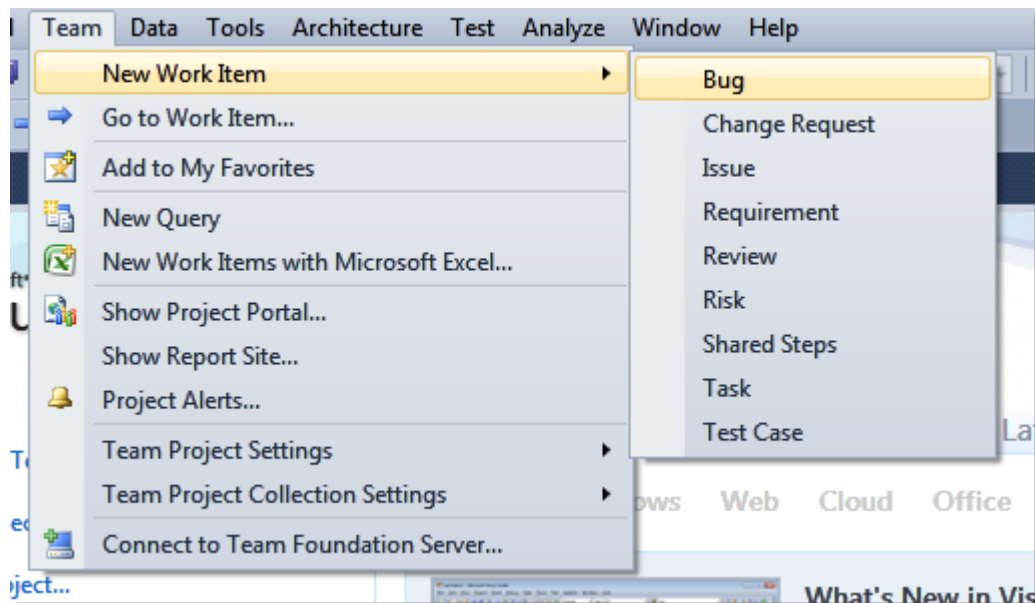 Team Data Tools Architecture Test Analyze Window Help
New Work Item
Go to Work Item...
Add to My Favorites
New Query
New Work Items with Microsoft Excel...
Show Project Portal...
Show Report Site...
Project Alerts...
Team Project Settings
Team Project Collection Settings
Connect to Team Foundation Server...
Bug
Change Request
Issue
Requirement
Review
Risk
Shared Steps
Task
Test Case
Web Cloud Office
What's New in